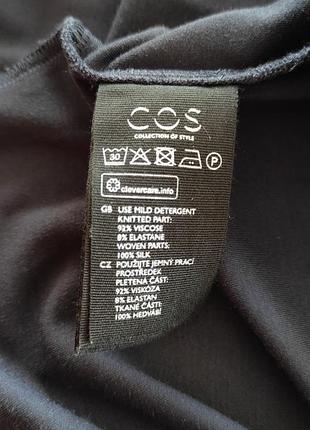 COS
COLLECTION OF STYLE
30 P
clevercare.info
GB USE MILD DETERGENT
KNITTED PART:
92% VISCOSE
8% ELASTANE
WOVEN PARTS:
100% SILK
CZ POUŽIJTE JEMNÝ PRACÍ
PROSTŘEDEK
PLETENÁ ČÁST:
92% VISKÓZA
8% ELASTAN
TKANÉ ČÁSTI:
100% HEDVÁBÍ